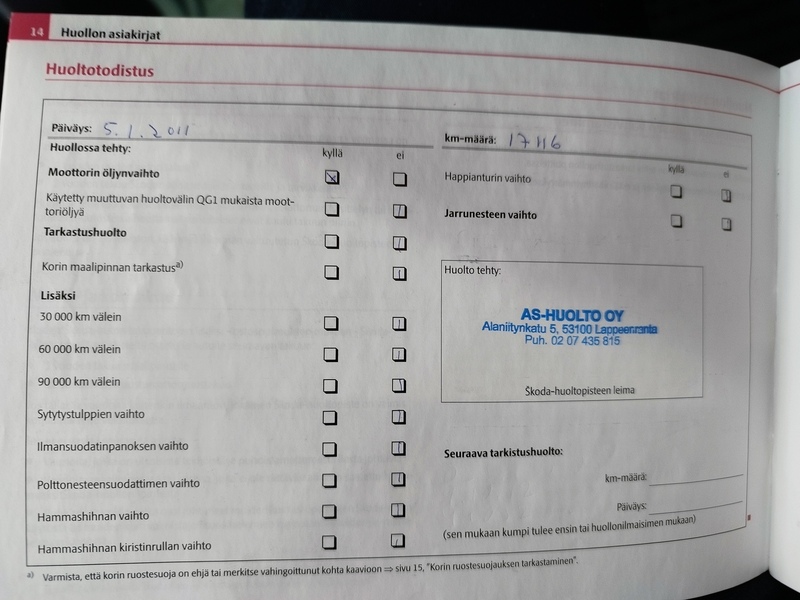 14 Huollon asiakirjat
Huoltotodistus
Päiväys: 5.1.2011
Huollossa tehty:
kyllä ei
Moottorin öljynvaihto
Käytetty muuttuvan huoltovälin QG1 mukaista moot-
toriöljyä
Tarkastushuolto
Korin maalipinnan tarkastus a)
Lisäksi
30 000 km välein
60 000 km välein
90 000 km välein
Sytytystulppien vaihto
Ilmansuodatinpanoksen vaihto
Polttonesteensuodattimen vaihto
Hammashihnan vaihto
Hammashihnan kiristinrullan vaihto
km-määrä: 17116
kyllä ei
Happianturin vaihto
Jarrunesteen vaihto
Huolto tehty:
AS-HUOLTO OY
Alaniitynkatu 5, 53100 Lappeenranta
Puh. 02 07 435 815
Škoda-huoltopisteen leima
Seuraava tarkistushuolto:
km-määrä:
Päiväys:
(sen mukaan kumpi tulee ensin tai huollonilmaisimen mukaan)
a) Varmista, että korin ruostesuoja on ehjä tai merkitse vahingoittunut kohta kaavioon ⇒ sivu 15, "Korin ruostesuojauksen tarkastaminen".